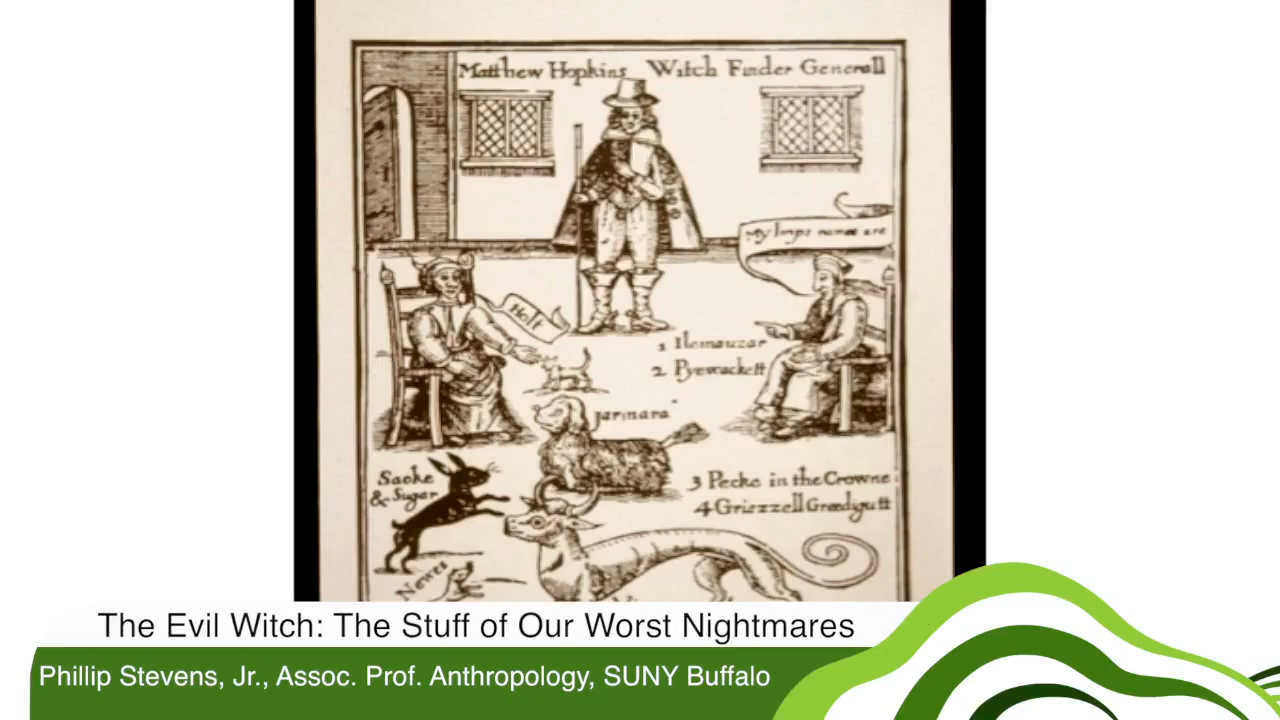 Matthew Hopkins Witch Finder Generall
My Imps names are
Holt
1 Ilemauzar
2 Pyewackett
Jarmara
Sacke
& Sugar
3 Pecke in the Crowne
4 Griezzell Greedigutt
Newes
The Evil Witch: The Stuff of Our Worst Nightmares
Phillip Stevens, Jr., Assoc. Prof. Anthropology, SUNY Buffalo